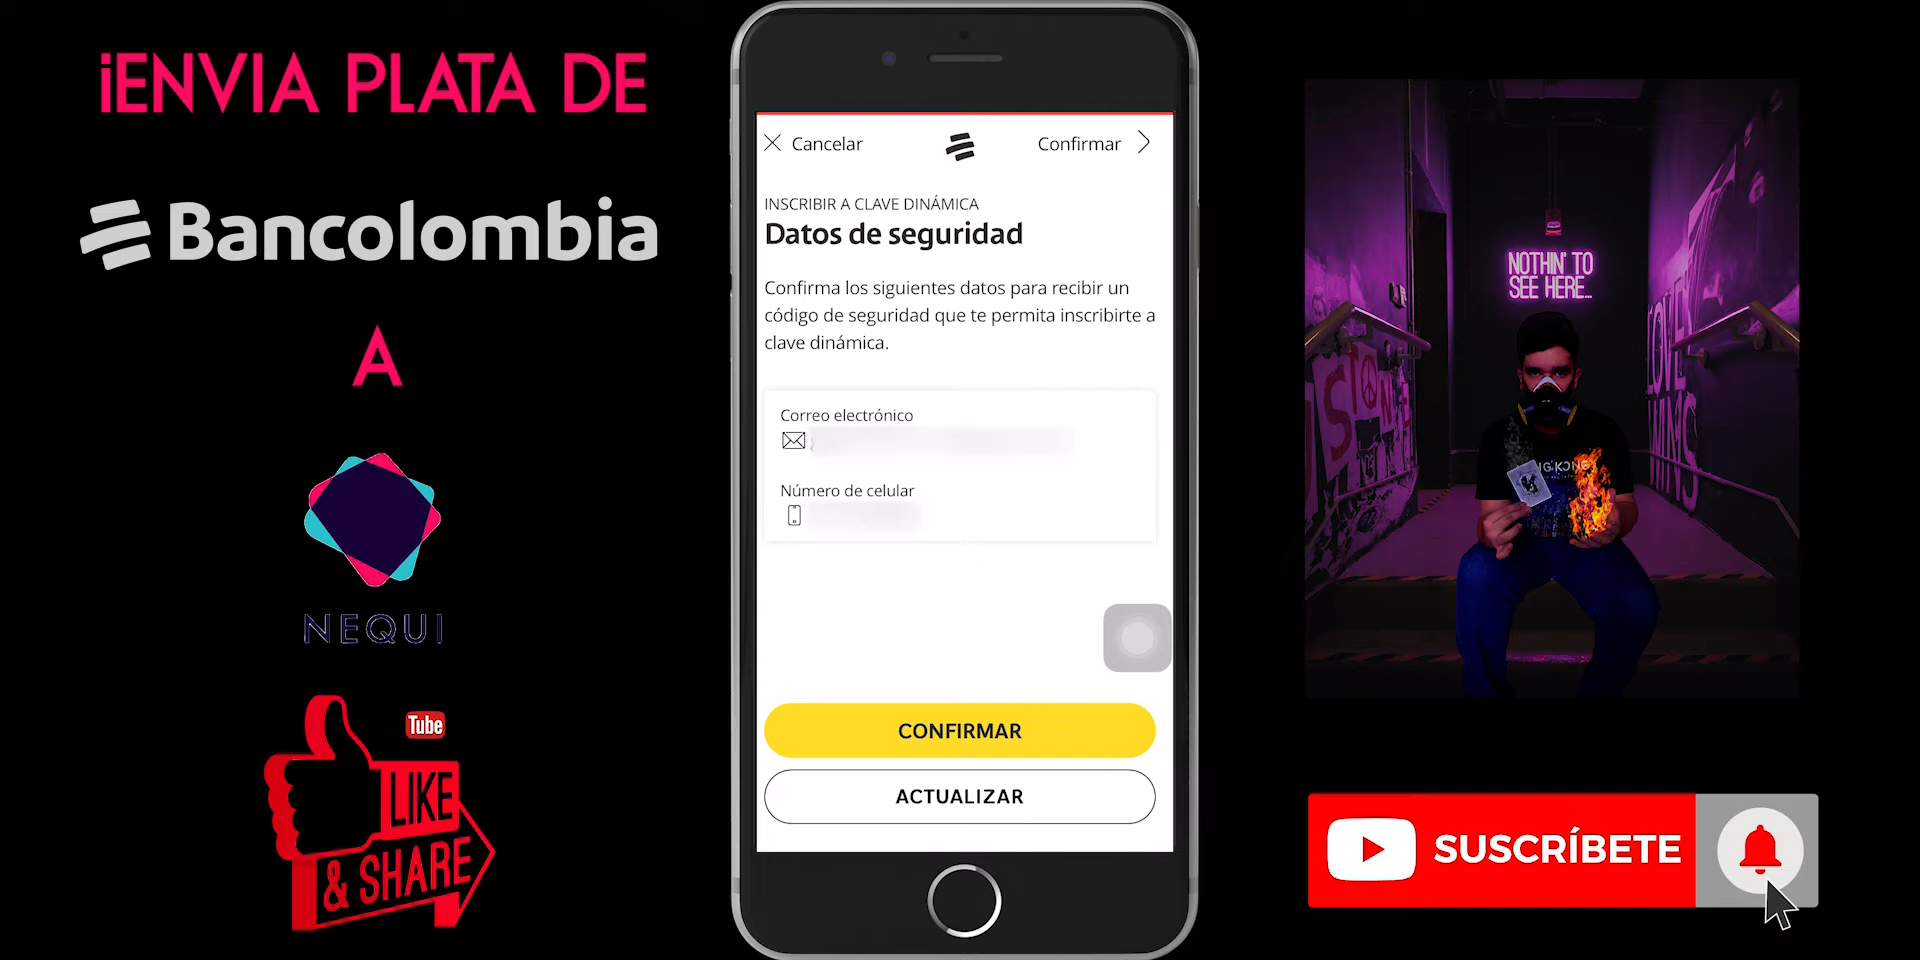 ¡ENVIA PLATA DE
Bancolombia
A
NEQUI
Tube
LIKE
& SHARE
Cancelar
Confirmar
INSCRIBIR A CLAVE DINÁMICA
Datos de seguridad
Confirma los siguientes datos para recibir un
código de seguridad que te permita inscribirte a
clave dinámica.
Correo electrónico
Número de celular
CONFIRMAR
ACTUALIZAR
NOTHIN' TO
SEE HERE...
LOVE
WINS
SUSCRÍBETE